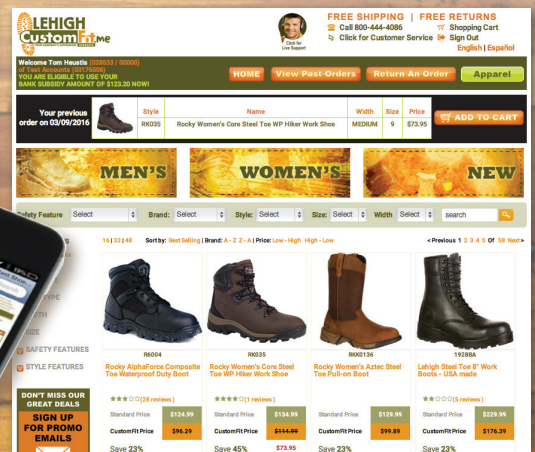 LEHIGH
CustomFit.me
FREE SHIPPING | FREE RETURNS
Call 800-444-4086
Shopping Cart
Click for Customer Service
Sign Out
Click for
Live Support
English | Español
Welcome Tom Heustis (028533 / 00000)
of Test Accounts (03176506)
YOU ARE ELIGIBLE TO USE YOUR
BANK SUBSIDY AMOUNT OF $123.20 NOW!
HOME
View Past Orders
Return An Order
Apparel
Your previous
order on 03/09/2016
Style Name Width Size Price
RK035 Rocky Women's Core Steel Toe WP Hiker Work Shoe MEDIUM 9 $73.95
ADD TO CART
MEN'S
WOMEN'S
NEW
Safety Feature Select Brand: Select Style: Select Size: Select Width Select search
16 | 32 | 48 Sort by: Best Selling | Brand: A - Z Z - A | Price: Low - High High - Low
< Previous 1 2 3 4 5 Of 58 Next >
SIZE
SAFETY FEATURES
STYLE FEATURES
DON'T MISS OUR
GREAT DEALS
SIGN UP
FOR PROMO
EMAILS
R6004
Rocky AlphaForce Composite
Toe Waterproof Duty Boot
(28 reviews)
Standard Price $124.99
CustomFit Price $96.29
Save 23%
RK035
Rocky Women's Core Steel
Toe WP Hiker Work Shoe
(1 reviews)
Standard Price $134.99
CustomFit Price $114.99
Save 45% $73.95
RKK0136
Rocky Women's Aztec Steel
Toe Pull-on Boot
Standard Price $129.99
CustomFit Price $99.89
Save 23%
1928BA
Lehigh Steel Toe 8" Work
Boots - USA made
(5 reviews)
Standard Price $229.99
CustomFit Price $176.39
Save 23%